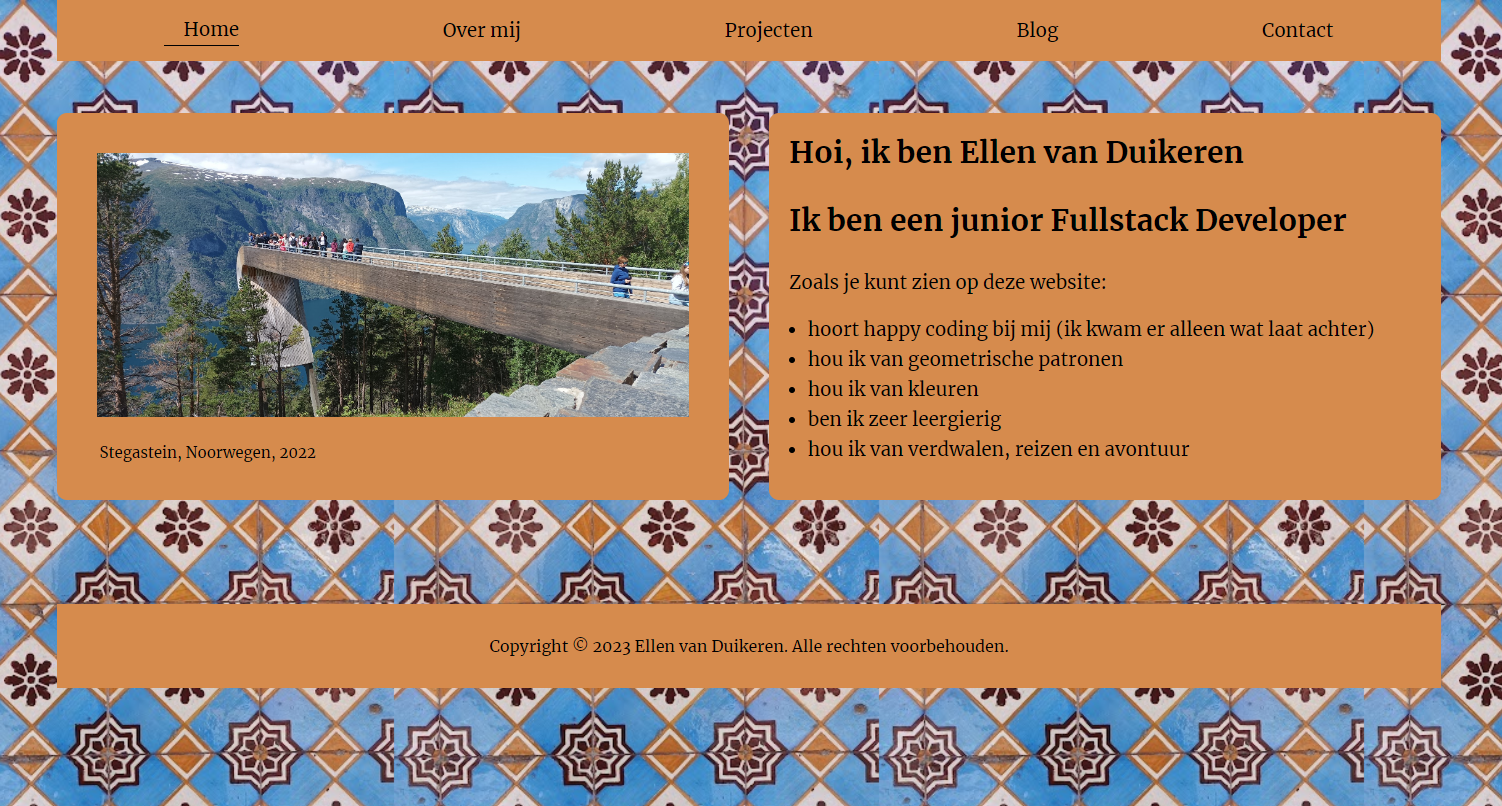 Home Over mij Projecten Blog Contact
Hoi, ik ben Ellen van Duikeren
Ik ben een junior Fullstack Developer
Zoals je kunt zien op deze website:
• hoort happy coding bij mij (ik kwam er alleen wat laat achter)
• hou ik van geometrische patronen
• hou ik van kleuren
• ben ik zeer leergierig
• hou ik van verdwalen, reizen en avontuur
Stegastein, Noorwegen, 2022
Copyright © 2023 Ellen van Duikeren. Alle rechten voorbehouden.